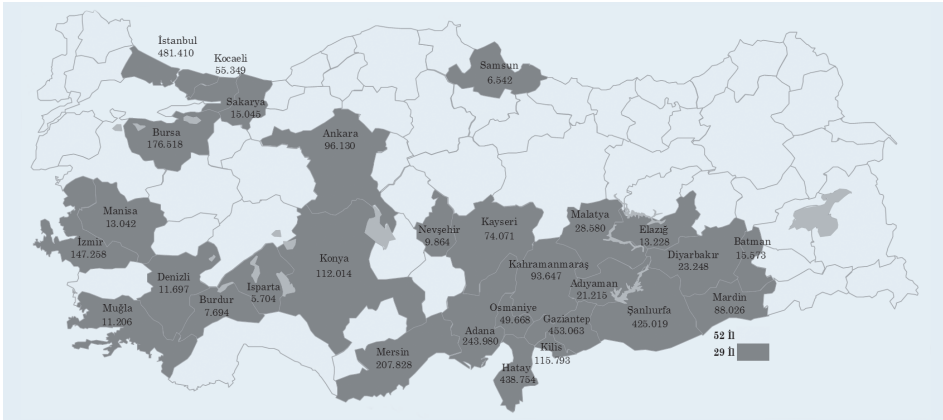 İstanbul
481.410
Kocaeli
55.349
Sakarya
15.045
Samsun
6.542
Bursa
176.518
Ankara
96.130
Manisa
13.042
İzmir
147.258
Denizli
11.697
Muğla
11.206
Burdur
7.694
Isparta
5.704
Konya
112.014
Nevşehir
9.864
Kayseri
74.071
Malatya
28.580
Elazığ
13.228
Diyarbakır
23.248
Batman
15.573
Kahramanmaraş
93.647
Adıyaman
21.215
Şanlıurfa
425.019
Mardin
88.026
Osmaniye
49.668
Gaziantep
453.063
Adana
243.980
Kilis
115.793
Mersin
207.828
Hatay
438.754
52 İl
29 İl